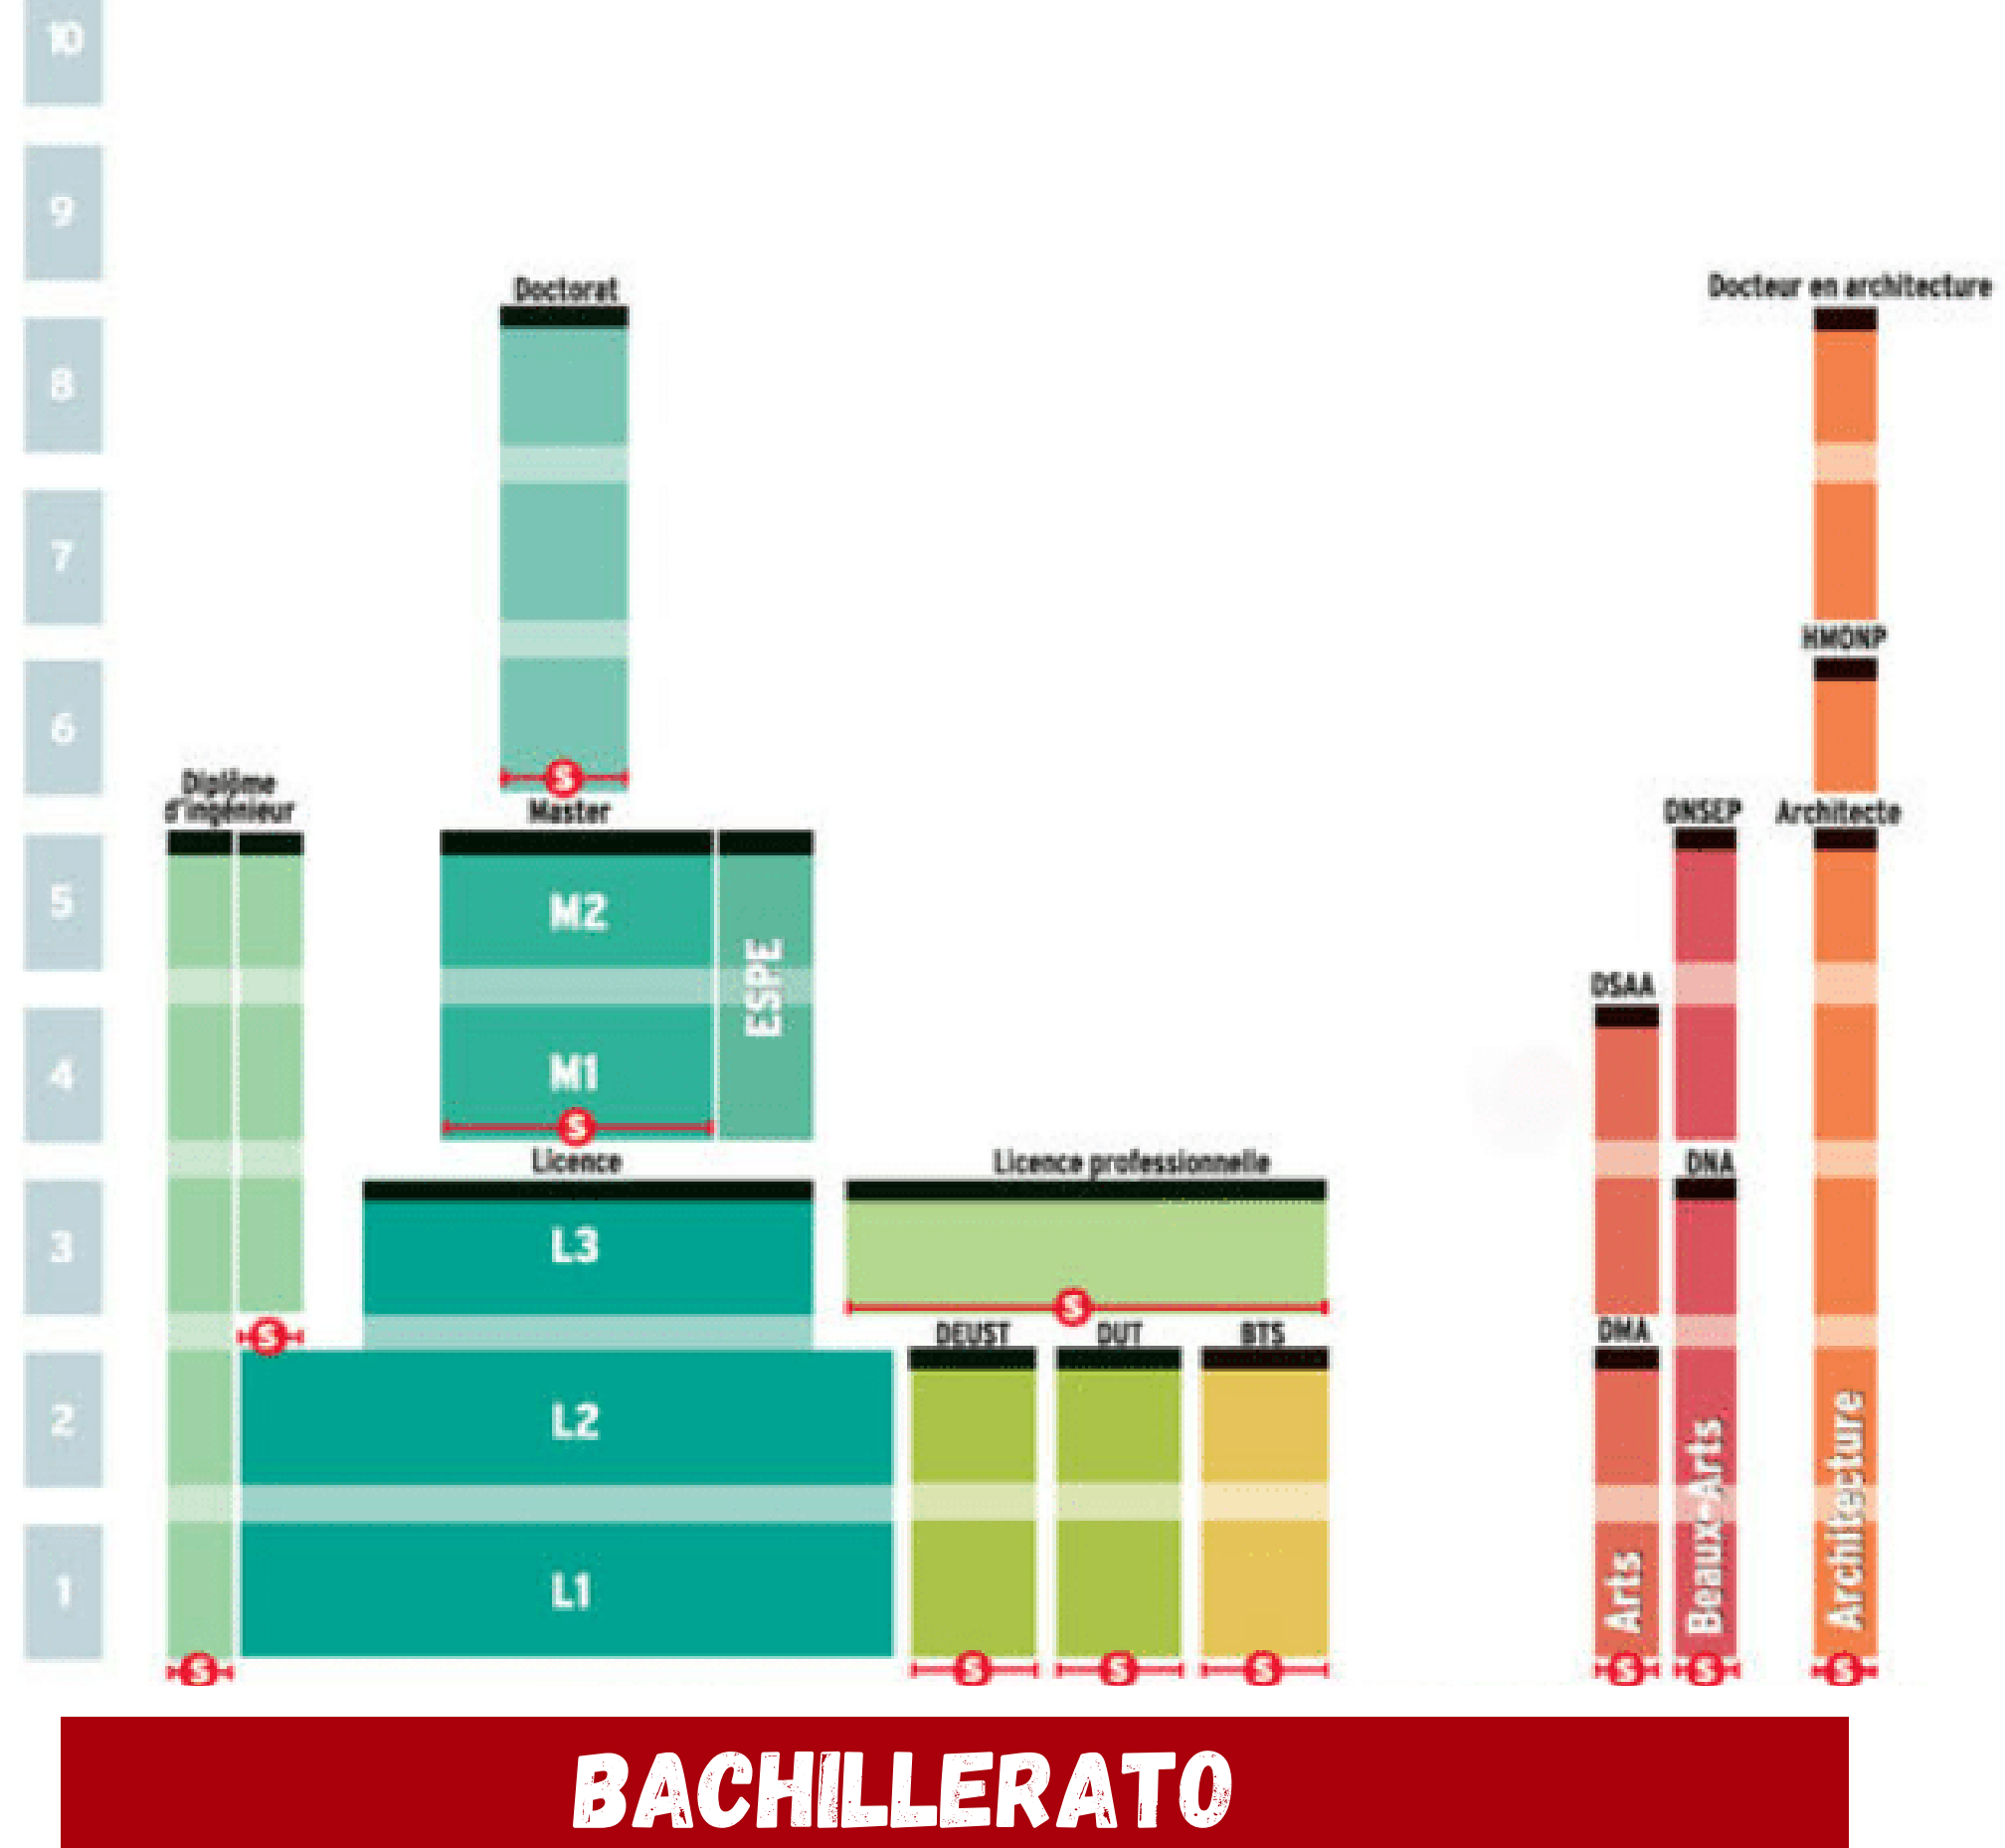 10
9
Doctorat
Docteur en architecture
8
7
HMONP
6
S
Diplôme
d'ingénieur
Master
DNSEP
Architecte
5
M2
ESPE
DSAA
4
M1
S
Licence
Licence professionnelle
DNA
3
L3
S
S
DEUST
DUT
BTS
DMA
2
L2
1
L1
Arts
Beaux-Arts
Architecture
S
S
S
S
S
S
S
BACHILLERATO